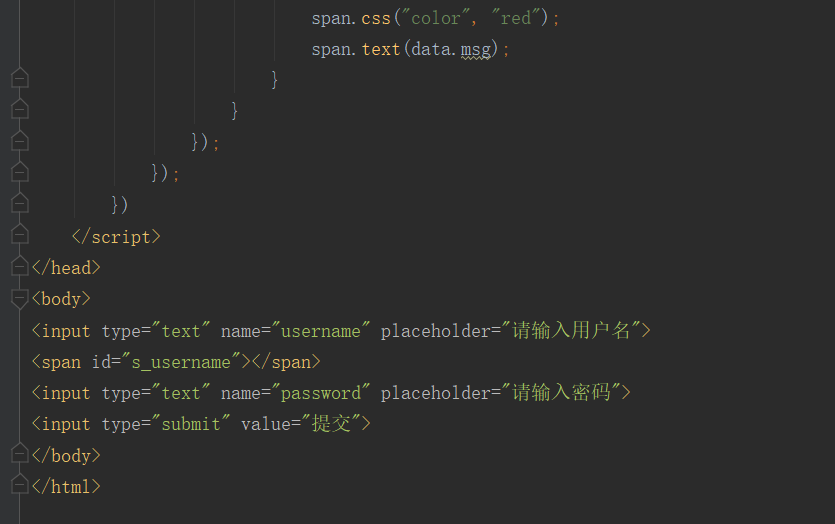 span.css("color", "red");
span.text(data.msg);
}
}
});
});
})
</script>
</head>
<body>
<input type="text" name="username" placeholder="请输入用户名">
<span id="s_username"></span>
<input type="text" name="password" placeholder="请输入密码">
<input type="submit" value="提交">
</body>
</html>